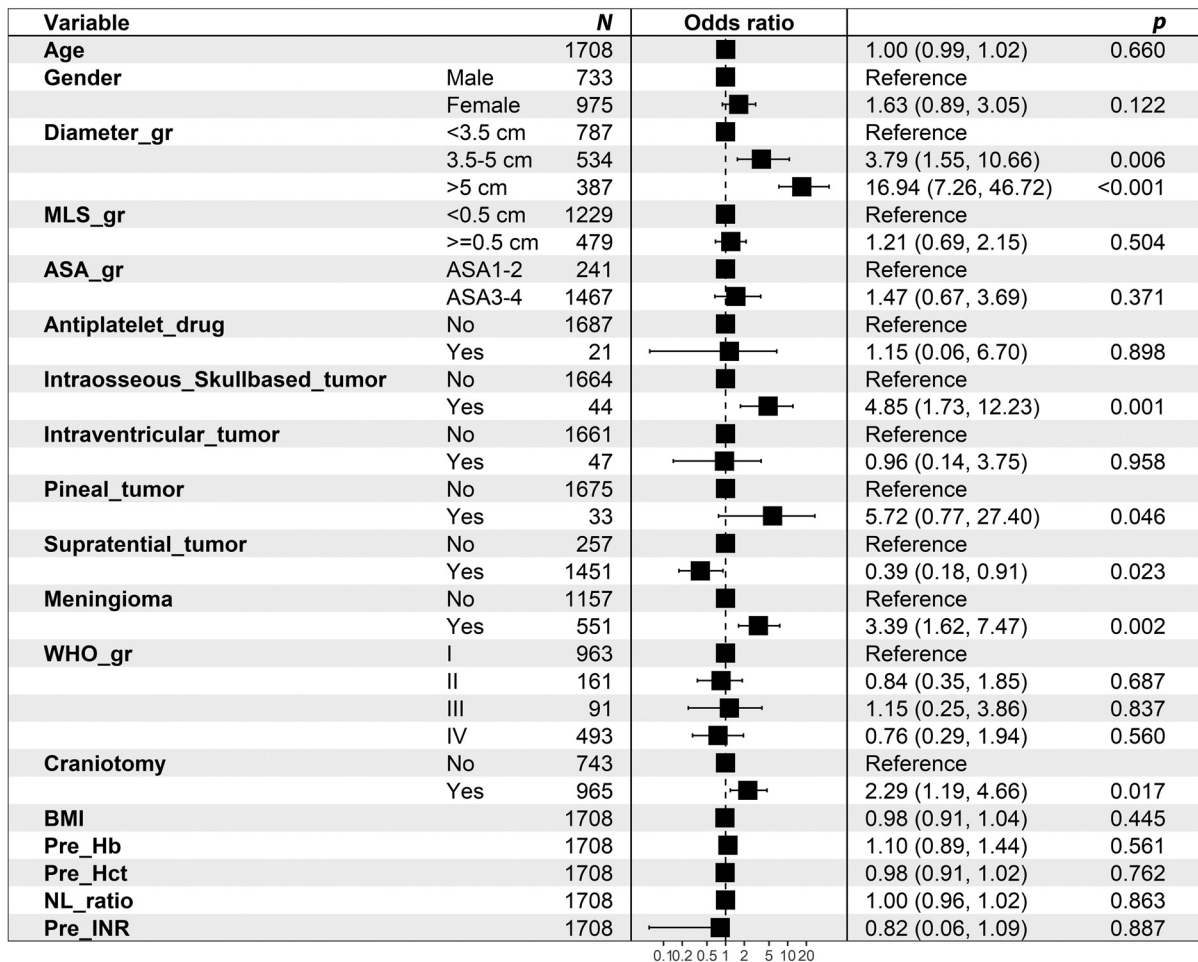 Variable N Odds ratio p
Age 1708 1.00 (0.99, 1.02) 0.660
Gender Male 733 Reference
Female 975 1.63 (0.89, 3.05) 0.122
Diameter_gr <3.5 cm 787 Reference
3.5-5 cm 534 3.79 (1.55, 10.66) 0.006
>5 cm 387 16.94 (7.26, 46.72) <0.001
MLS_gr <0.5 cm 1229 Reference
>=0.5 cm 479 1.21 (0.69, 2.15) 0.504
ASA_gr ASA1-2 241 Reference
ASA3-4 1467 1.47 (0.67, 3.69) 0.371
Antiplatelet_drug No 1687 Reference
Yes 21 1.15 (0.06, 6.70) 0.898
Intraosseous_Skullbased_tumor No 1664 Reference
Yes 44 4.85 (1.73, 12.23) 0.001
Intraventricular_tumor No 1661 Reference
Yes 47 0.96 (0.14, 3.75) 0.958
Pineal_tumor No 1675 Reference
Yes 33 5.72 (0.77, 27.40) 0.046
Supratential_tumor No 257 Reference
Yes 1451 0.39 (0.18, 0.91) 0.023
Meningioma No 1157 Reference
Yes 551 3.39 (1.62, 7.47) 0.002
WHO_gr I 963 Reference
II 161 0.84 (0.35, 1.85) 0.687
III 91 1.15 (0.25, 3.86) 0.837
IV 493 0.76 (0.29, 1.94) 0.560
Craniotomy No 743 Reference
Yes 965 2.29 (1.19, 4.66) 0.017
BMI 1708 0.98 (0.91, 1.04) 0.445
Pre_Hb 1708 1.10 (0.89, 1.44) 0.561
Pre_Hct 1708 0.98 (0.91, 1.02) 0.762
NL_ratio 1708 1.00 (0.96, 1.02) 0.863
Pre_INR 1708 0.82 (0.06, 1.09) 0.887
0.1 0.2 0.5 1 2 5 10 20